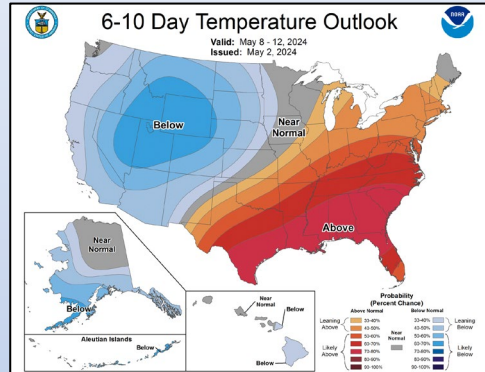 6-10 Day Temperature Outlook
Valid: May 8 - 12, 2024
Issued: May 2, 2024
NOAA
Below
Near
Normal
Above
Near
Normal
Below
Aleutian Islands
Below
Near
Normal
Below
Below
Probability
(Percent Chance)
Above Normal
Below Normal
Leaning
Above
33-40%
40-50%
Near
Normal
33-40%
40-50%
Leaning
Below
Likely
Above
50-60%
60-70%
70-80%
80-90%
90-100%
50-60%
60-70%
70-80%
80-90%
90-100%
Likely
Below